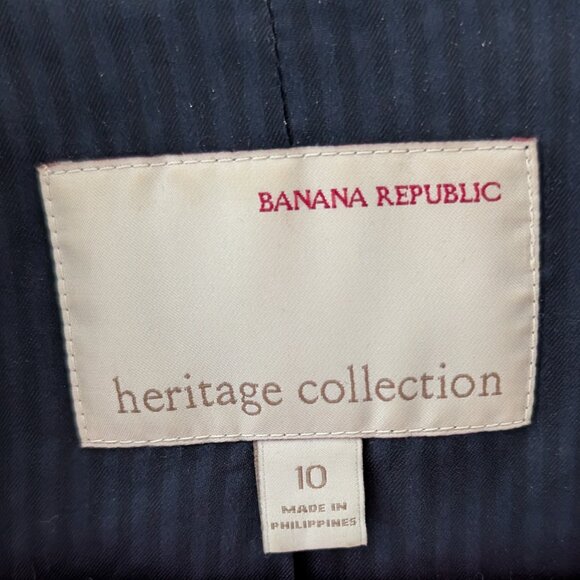 BANANA REPUBLIC
heritage collection
10
MADE IN
PHILIPPINES